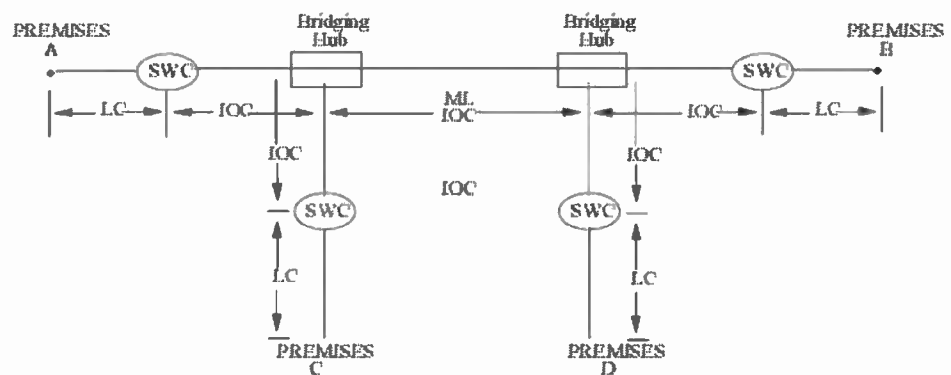 PREMISES
A
Bridging
Hub
Bridging
Hub
PREMISES
B
SWC
SWC
LC
IOC
ML
IOC
IOC
LC
IOC
IOC
IOC
SWC
SWC
LC
LC
PREMISES
C
PREMISES
D